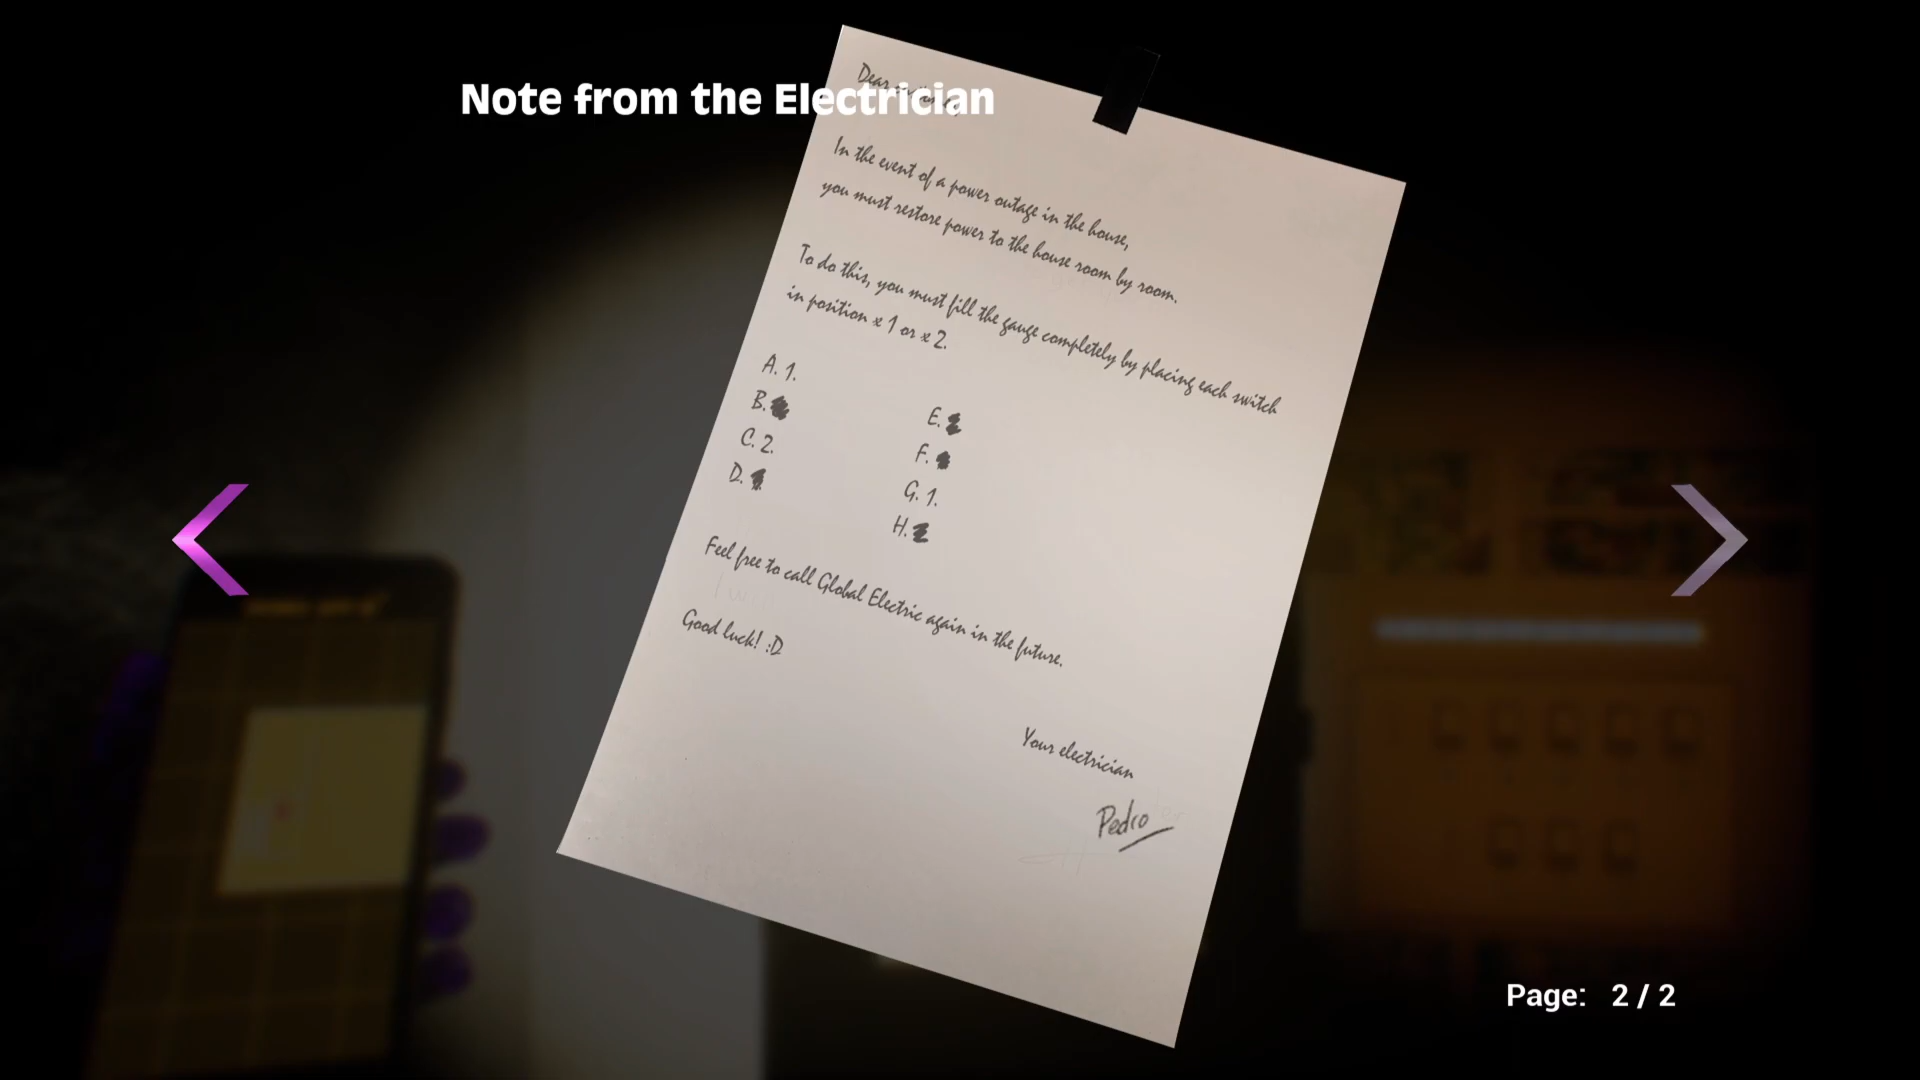 Note from the Electrician
Dear
In the event of a power outage in the house,
you must restore power to the house room by room.
To do this, you must fill the gauge completely by placing each switch
in position x 1 or x 2.
A. 1.
B.
C. 2.
D.
E.
F.
G. 1.
H.
Feel free to call Global Electric again in the future.
Good luck! :D
Your electrician
Pedro
Page: 2 / 2